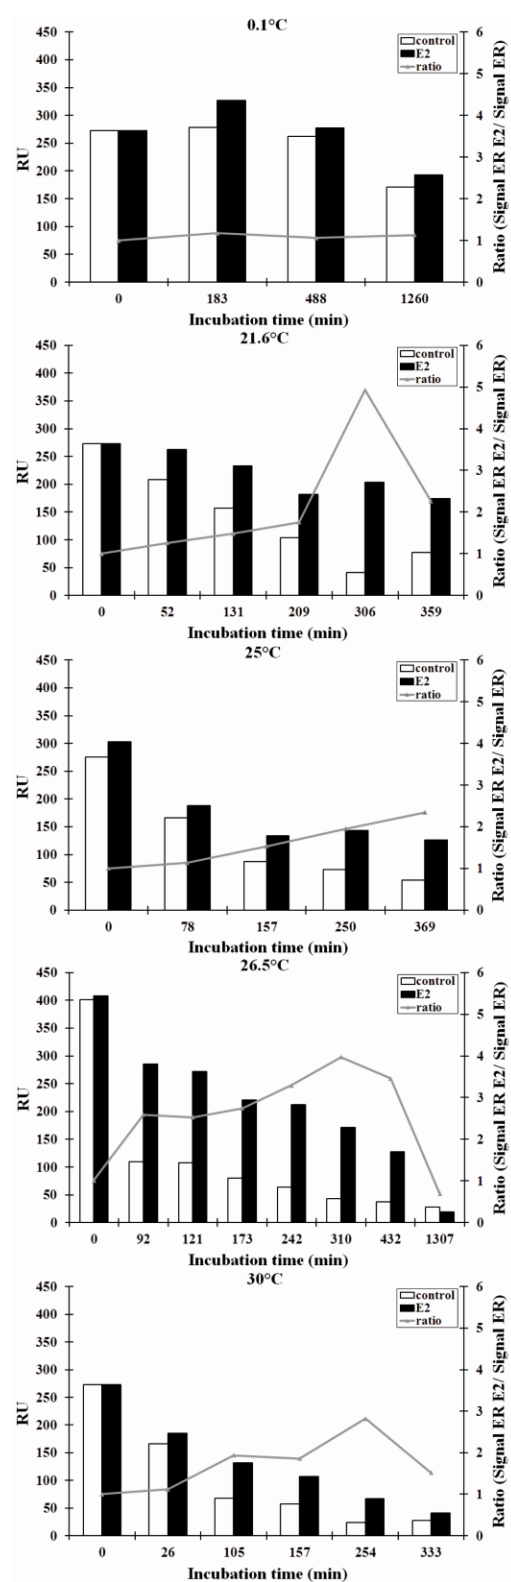 0.1°C
450
400
350
300
250
200
150
100
50
0
RU
control
E2
ratio
6
5
4
3
2
1
0
Ratio (Signal ER E2/ Signal ER)
0 183 488 1260
Incubation time (min)
21.6°C
450
400
350
300
250
200
150
100
50
0
RU
control
E2
ratio
6
5
4
3
2
1
0
Ratio (Signal ER E2/ Signal ER)
0 52 131 209 306 359
Incubation time (min)
25°C
450
400
350
300
250
200
150
100
50
0
RU
control
E2
ratio
6
5
4
3
2
1
0
Ratio (Signal ER E2/ Signal ER)
0 78 157 250 369
Incubation time (min)
26.5°C
450
400
350
300
250
200
150
100
50
0
RU
control
E2
ratio
6
5
4
3
2
1
0
Ratio (Signal ER E2/ Signal ER)
0 92 121 173 242 310 432 1307
Incubation time (min)
30°C
450
400
350
300
250
200
150
100
50
0
RU
control
E2
ratio
6
5
4
3
2
1
0
Ratio (Signal ER E2/ Signal ER)
0 26 105 157 254 333
Incubation time (min)